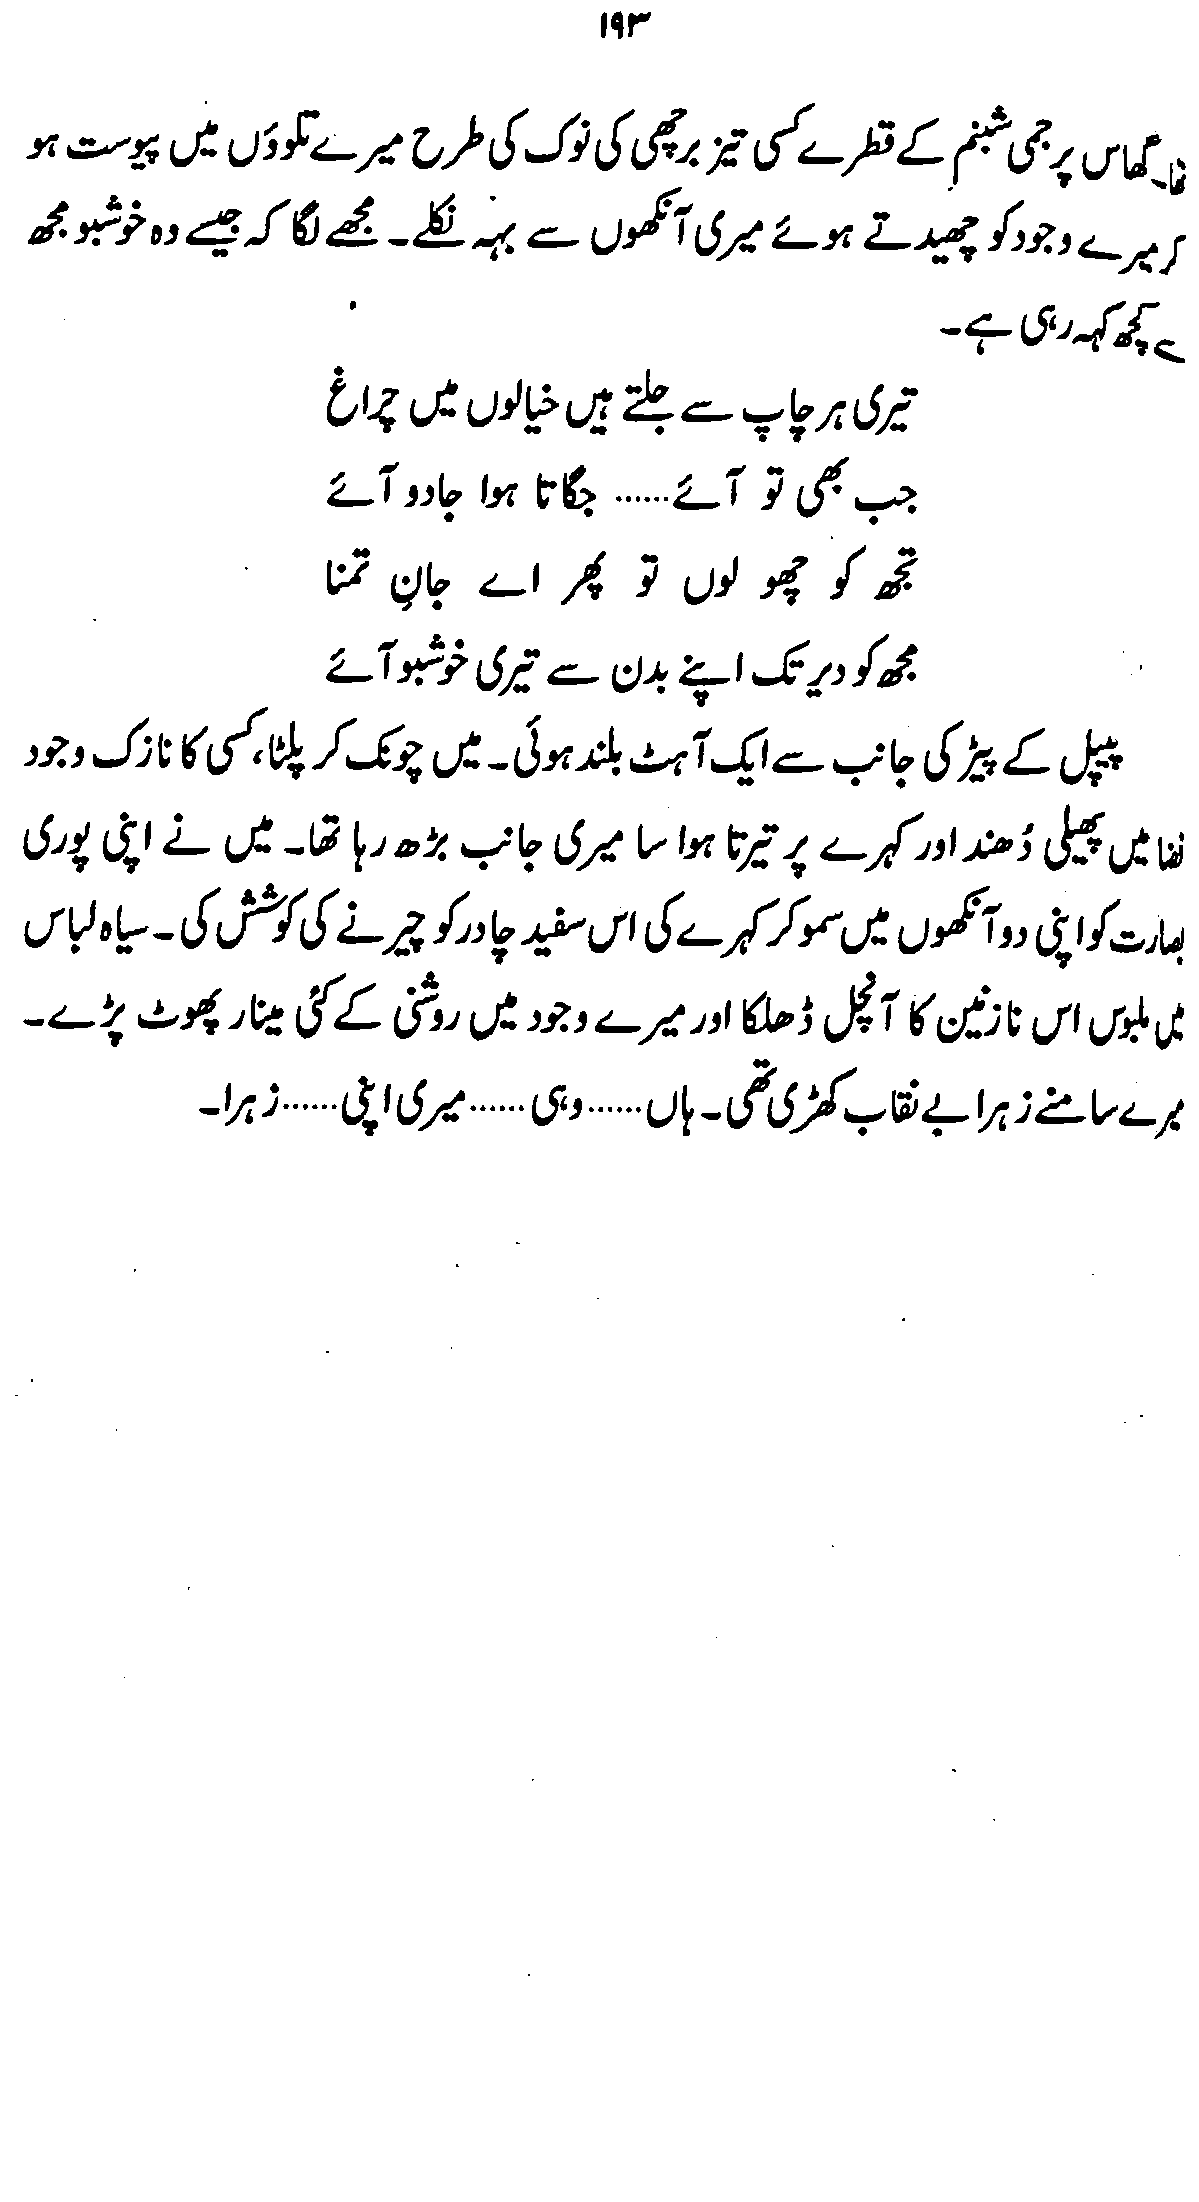 ۱۹۳
تھا۔ گھاس پر جمی شبنم کے قطرے کسی تیز برچھی کی نوک کی طرح میرے تلوؤں میں پیوست ہو
کر میرے وجود کو چھیدتے ہوئے میری آنکھوں سے بہہ نکلے۔ مجھے لگا کہ جیسے وہ خوشبو مجھ
سے کچھ کہہ رہی ہے۔
تیری ہر چاپ سے جلتے ہیں خیالوں میں چراغ
جب بھی تو آئے...... جگاتا ہوا جادو آئے
تجھ کو چھو لوں تو پھر اے جانِ تمنا
مجھ کو دیر تک اپنے بدن سے تیری خوشبو آئے
پیپل کے پیڑ کی جانب سے ایک آہٹ بلند ہوئی۔ میں چونک کر پلٹا، کسی کا نازک وجود
فضا میں پھیلی دُھند اور کہرے پر تیرتا ہوا سا میری جانب بڑھ رہا تھا۔ میں نے اپنی پوری
بصارت کو اپنی دو آنکھوں میں سمو کر کہرے کی اس سفید چادر کو چیرنے کی کوشش کی۔ سیاہ لباس
میں ملبوس اس نازنین کا آنچل ڈھلکا اور میرے وجود میں روشنی کے کئی مینار پھوٹ پڑے۔
میرے سامنے زہرا بے نقاب کھڑی تھی۔ ہاں...... وہی...... میری اپنی...... زہرا۔